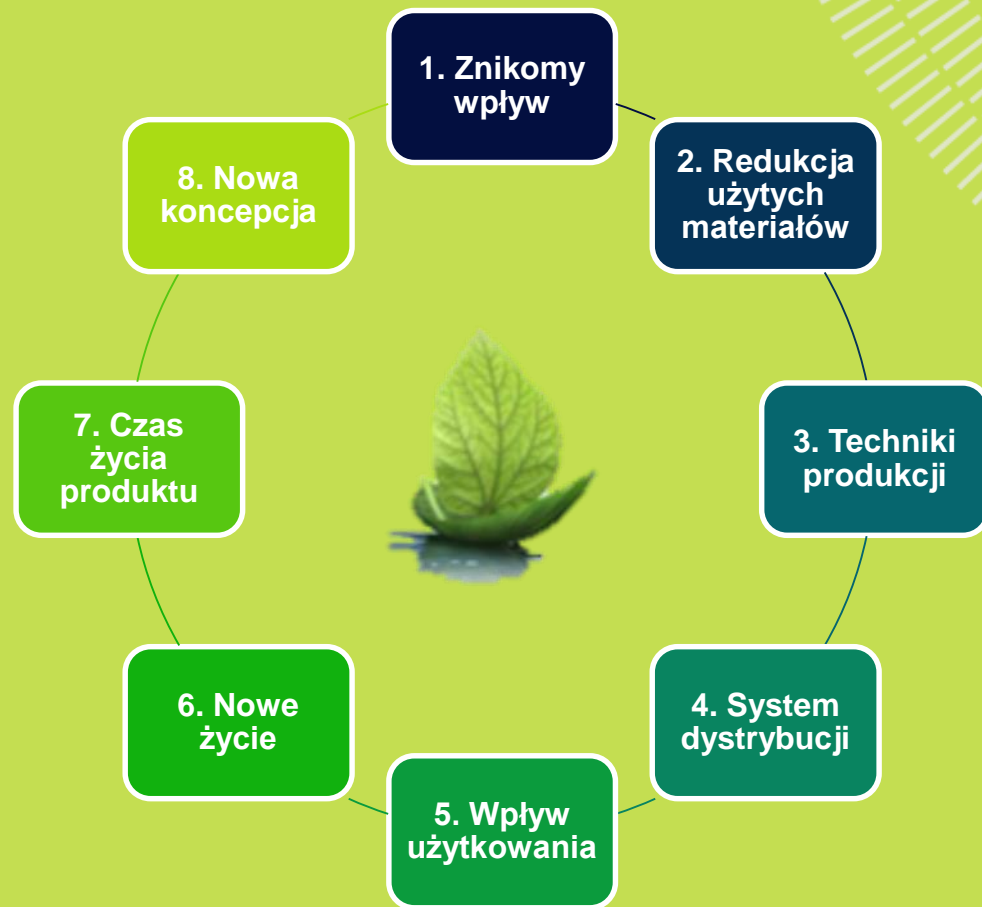 1. Znikomy
wpływ
2. Redukcja
użytych
materiałów
3. Techniki
produkcji
4. System
dystrybucji
5. Wpływ
użytkowania
6. Nowe
życie
7. Czas
życia
produktu
8. Nowa
koncepcja